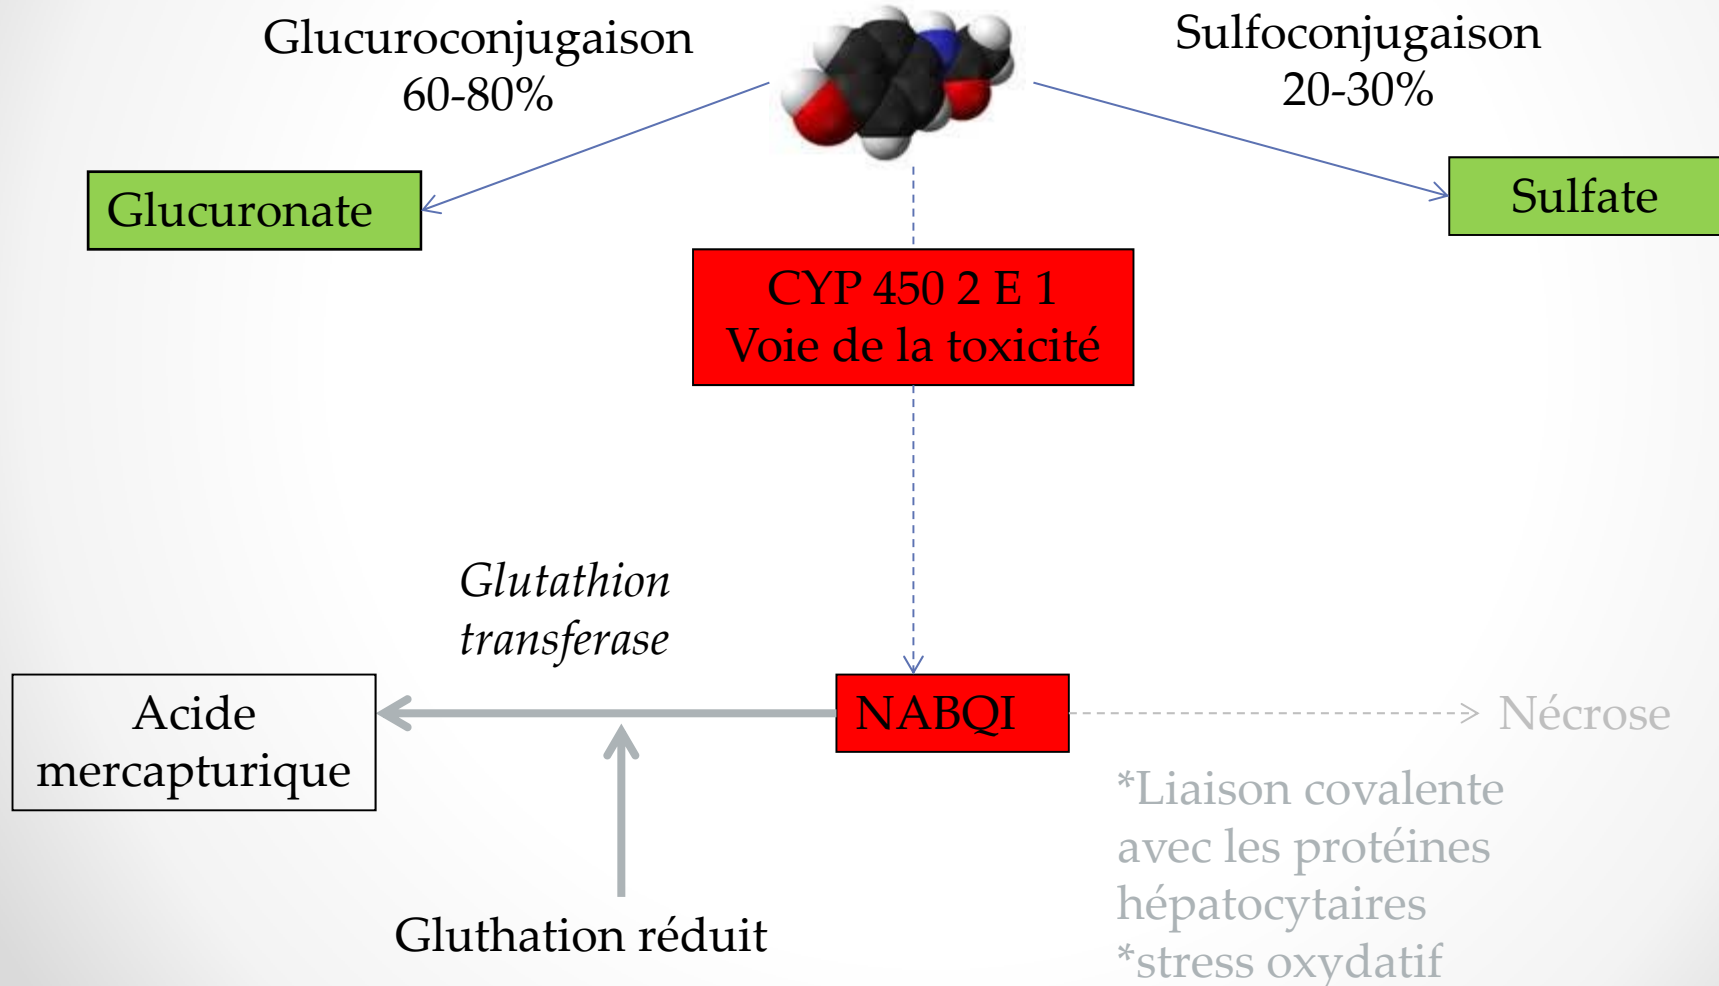 Glucuroconjugaison
60-80%
Sulfoconjugaison
20-30%
Glucuronate
Sulfate
CYP 450 2 E 1
Voie de la toxicité
Glutathion
transferase
Acide
mercapturique
NABQI
Nécrose
*Liaison covalente
avec les protéines
hépatocytaires
*stress oxydatif
Gluthation réduit